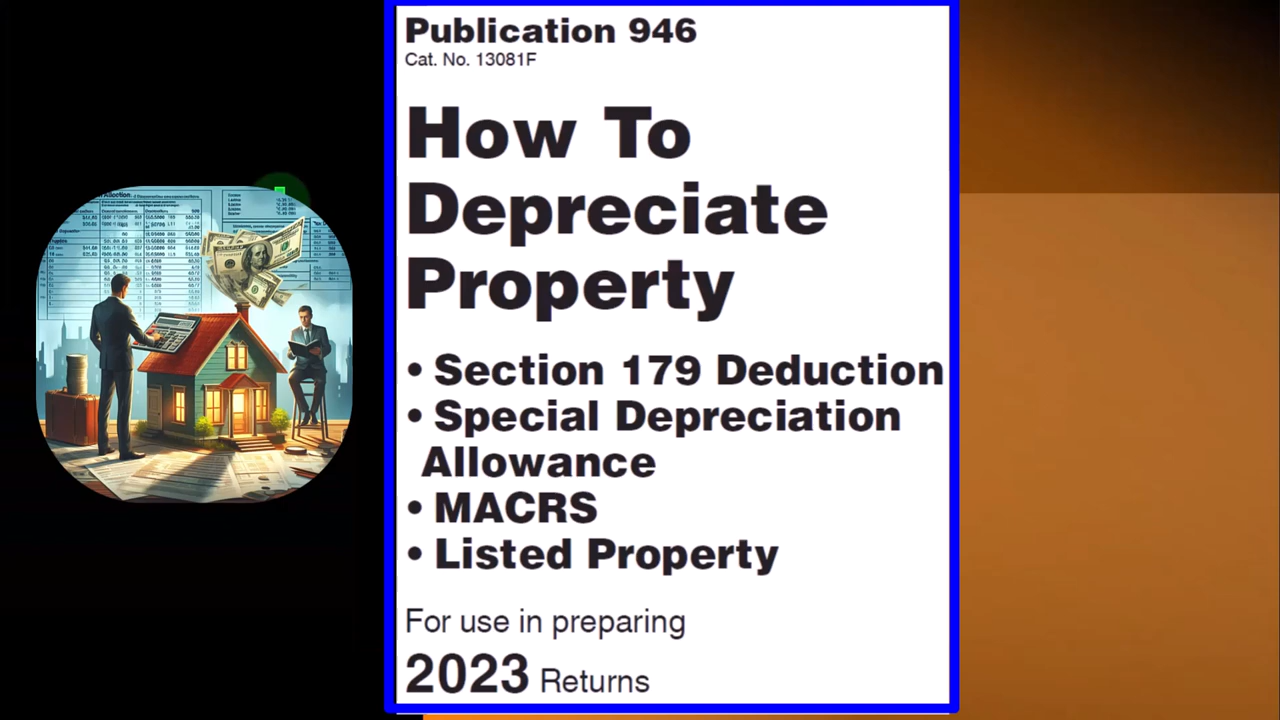 Publication 946
Cat. No. 13081F
How To
Depreciate
Property
• Section 179 Deduction
• Special Depreciation
Allowance
• MACRS
• Listed Property
For use in preparing
2023 Returns